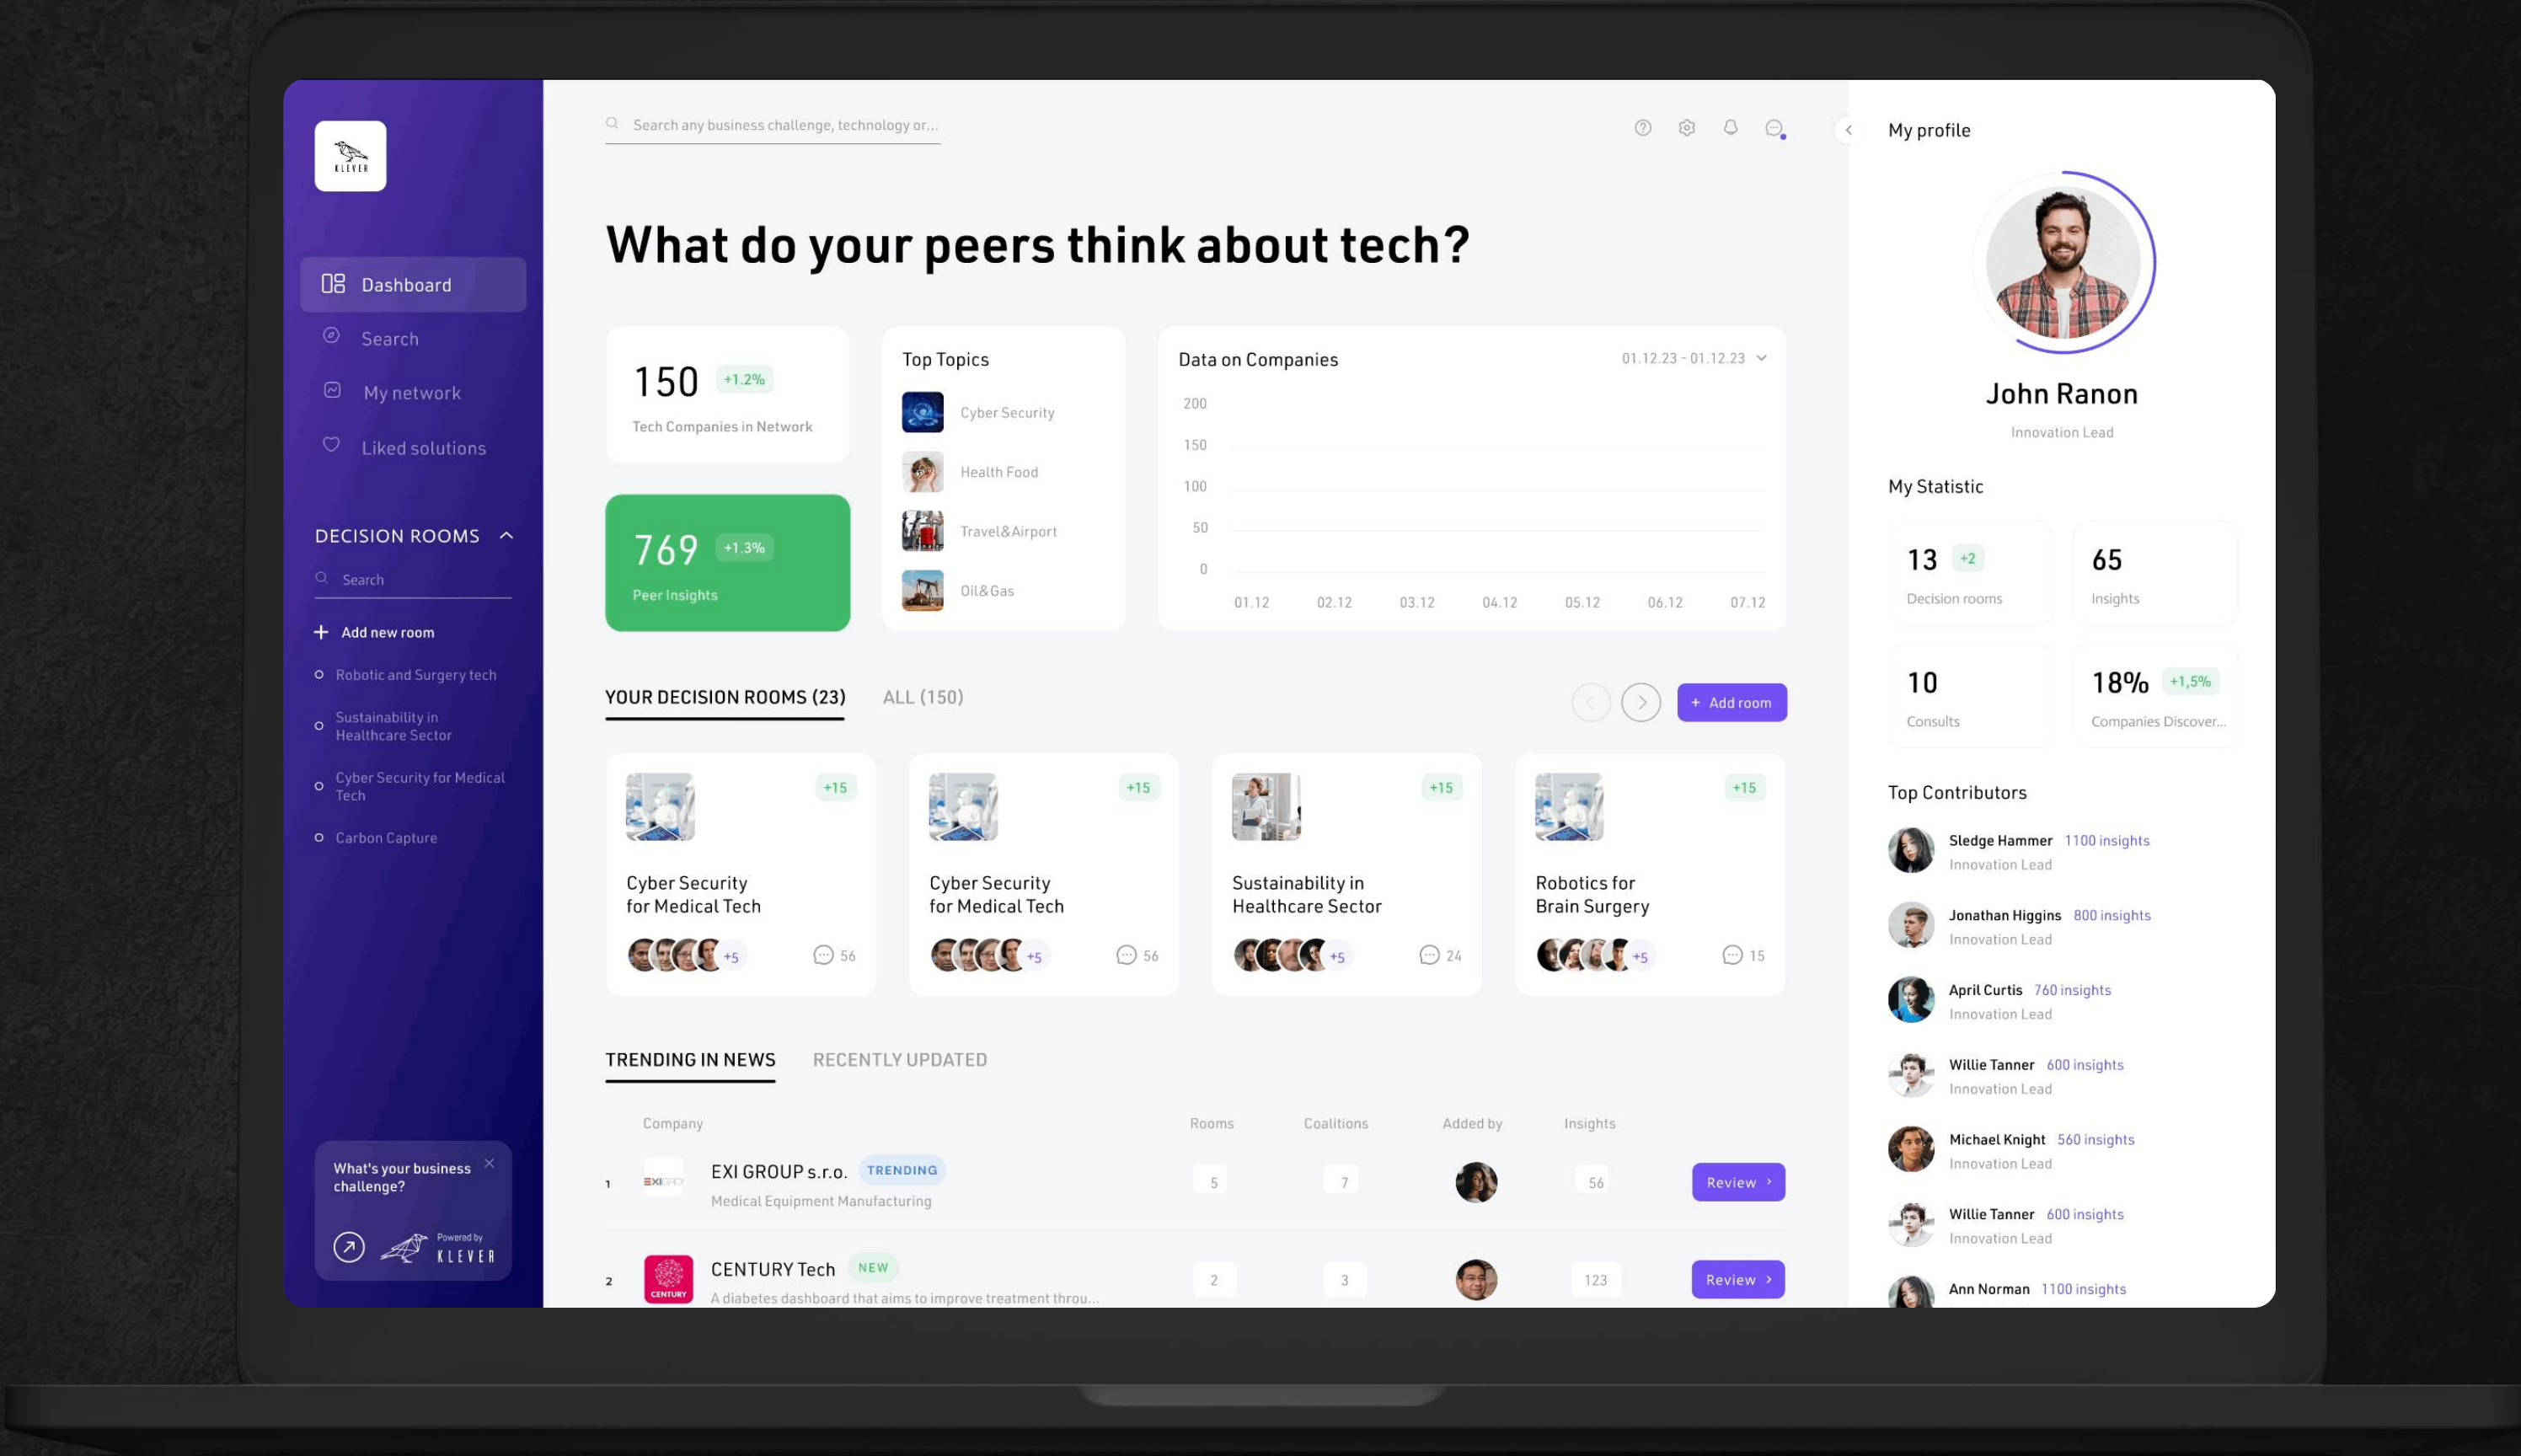 KLEVER
Dashboard
Search
My network
Liked solutions
DECISION ROOMS
Search
+ Add new room
Robotic and Surgery tech
Sustainability in
Healthcare Sector
Cyber Security for Medical
Tech
Carbon Capture
What's your business
challenge?
Powered by
KLEVER
Search any business challenge, technology or...
What do your peers think about tech?
150 +1.2%
Tech Companies in Network
769 +1.3%
Peer Insights
Top Topics
Cyber Security
Health Food
Travel&Airport
Oil&Gas
Data on Companies 01.12.23 - 01.12.23
200
150
100
50
0
01.12 02.12 03.12 04.12 05.12 06.12 07.12
YOUR DECISION ROOMS (23) ALL (150) + Add room
+15
Cyber Security
for Medical Tech
+5 56
+15
Cyber Security
for Medical Tech
+5 56
+15
Sustainability in
Healthcare Sector
+5 24
+15
Robotics for
Brain Surgery
+5 15
TRENDING IN NEWS RECENTLY UPDATED
Company Rooms Coalitions Added by Insights
1 EXI GROUP s.r.o. TRENDING 5 7 56 Review
Medical Equipment Manufacturing
2 CENTURY CENTURY Tech NEW 2 3 123 Review
A diabetes dashboard that aims to improve treatment throu...
My profile
John Ranon
Innovation Lead
My Statistic
13 +2
Decision rooms
65
Insights
10
Consults
18% +1,5%
Companies Discover...
Top Contributors
Sledge Hammer 1100 insights
Innovation Lead
Jonathan Higgins 800 insights
Innovation Lead
April Curtis 760 insights
Innovation Lead
Willie Tanner 600 insights
Innovation Lead
Michael Knight 560 insights
Innovation Lead
Willie Tanner 600 insights
Innovation Lead
Ann Norman 1100 insights